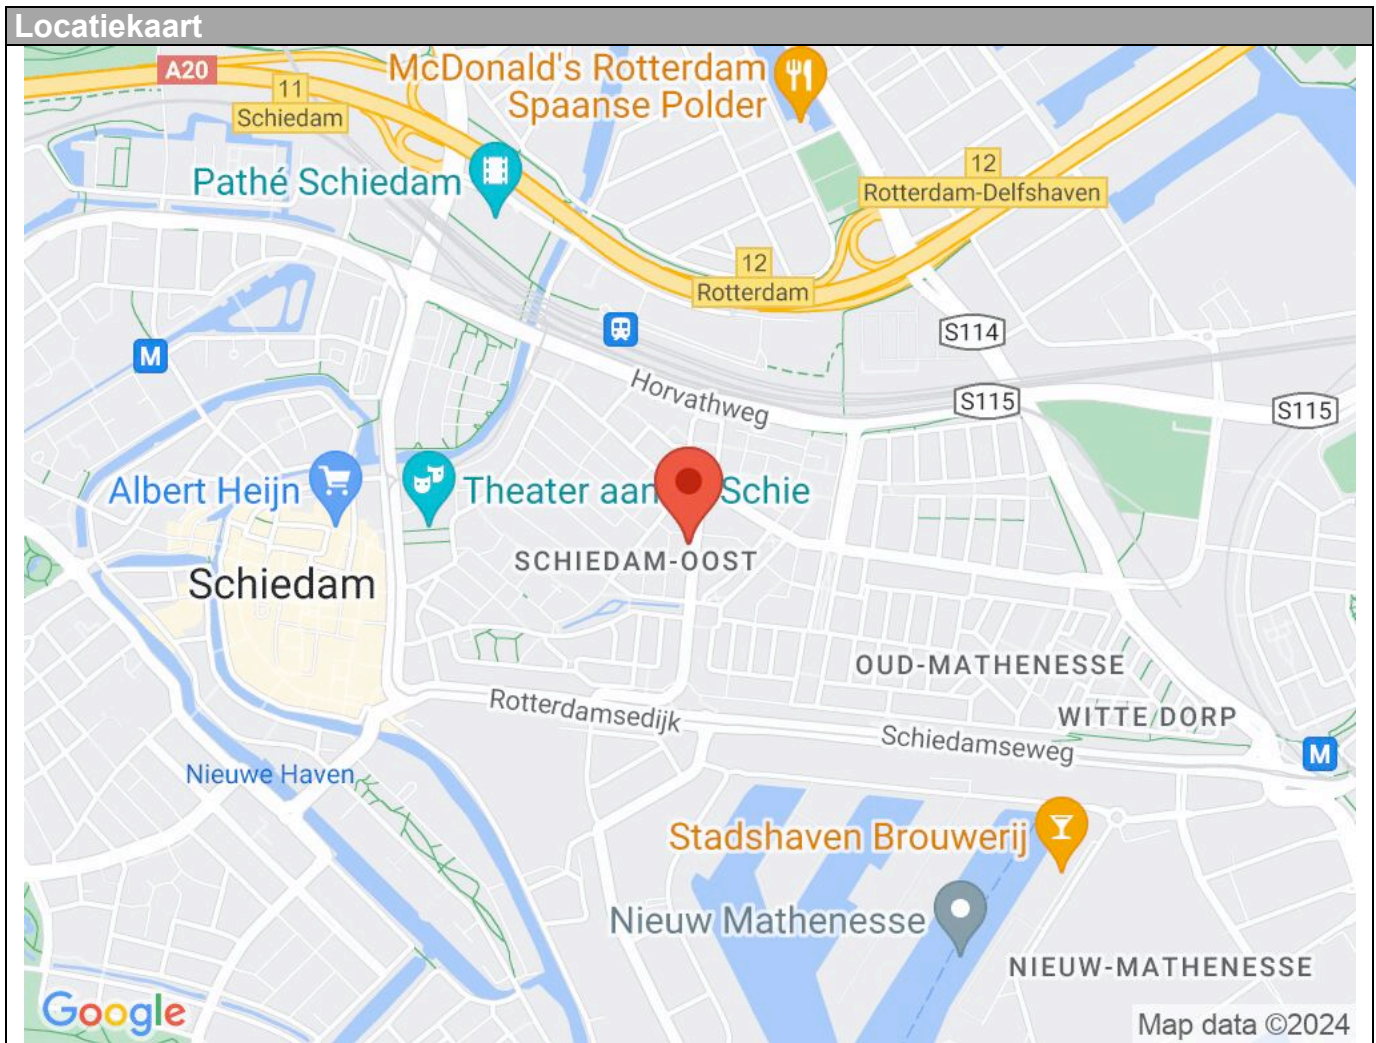 Locatiekaart
A20
11
Schiedam
McDonald's Rotterdam
Spaanse Polder
Pathé Schiedam
12
Rotterdam-Delfshaven
12
Rotterdam
S114
M
Horvathweg
S115
S115
Albert Heijn
Theater aan Schie
SCHIEDAM-OOST
Schiedam
OUD-MATHENESSE
Rotterdamsedijk
WITTE DORP
Schiedamseweg
M
Nieuwe Haven
Stadshaven Brouwerij
Nieuw Mathenesse
NIEUW-MATHENESSE
Google
Map data ©2024